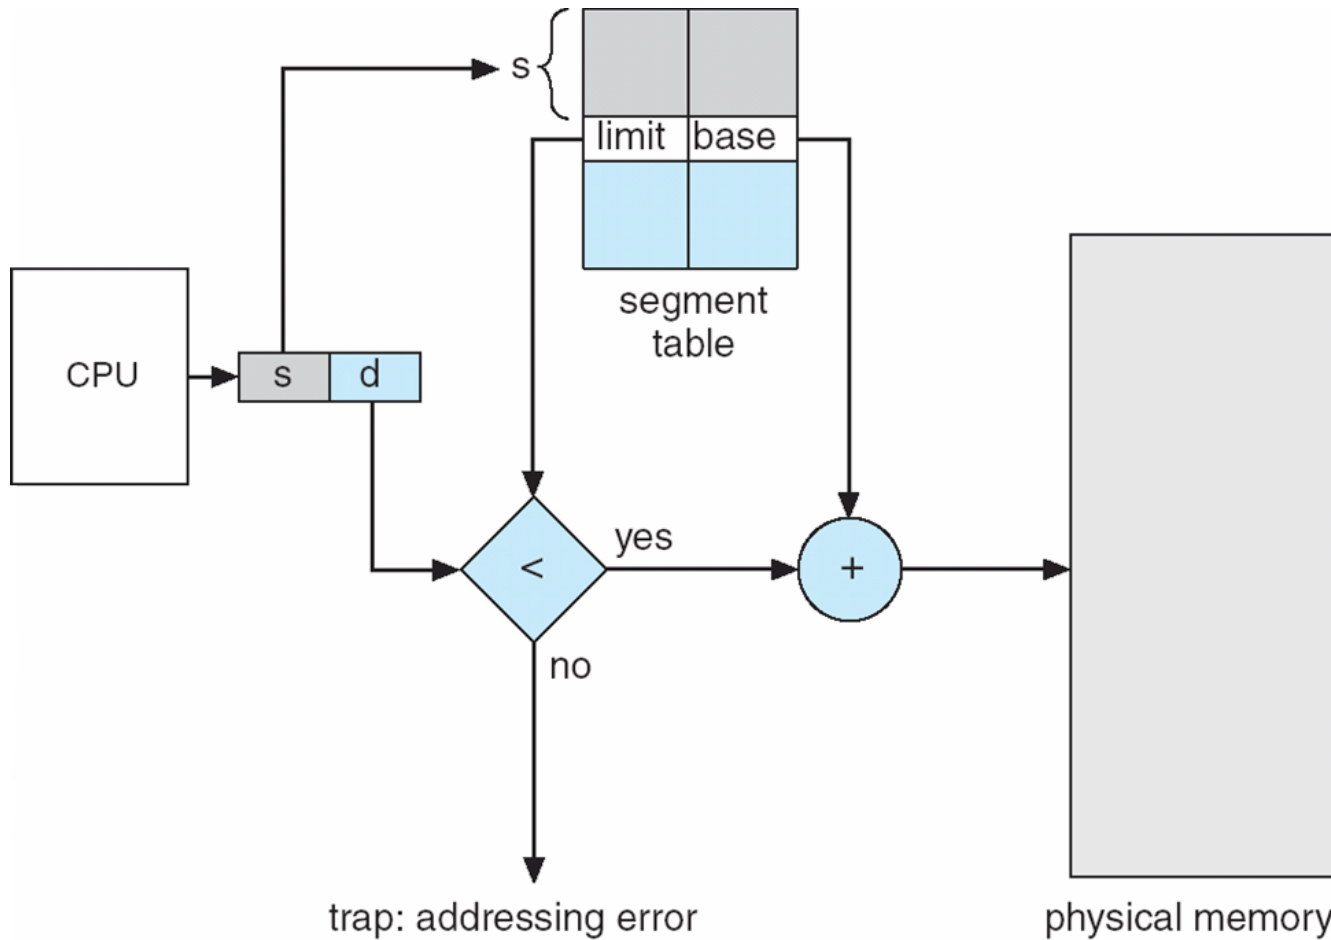 s
limit base
segment
table
CPU
s d
<
yes
+
no
trap: addressing error
physical memory